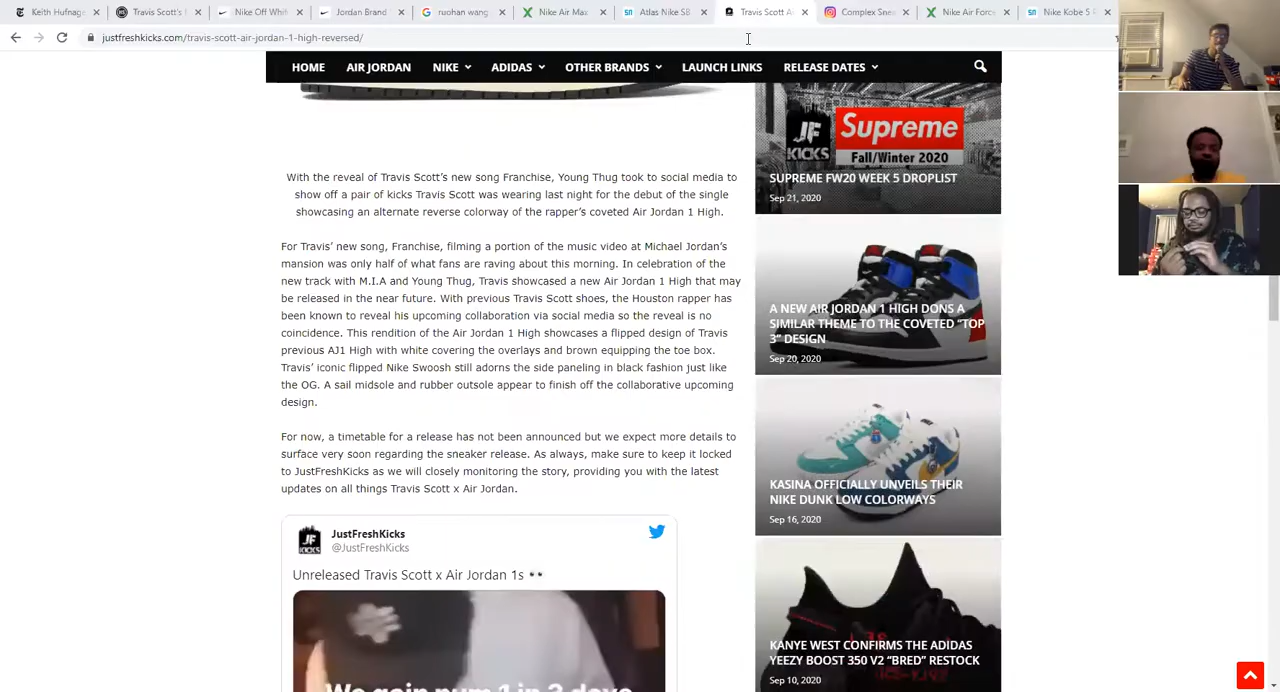 Keith Hufnag
Travis Scott's
Nike Off Whi
Jordan Brand
ruohan wang
Nike Air Max
Atlas Nike SB
Travis Scott A
Complex Snea
Nike Air Forc
Nike Kobe 5
justfreshkicks.com/travis-scott-air-jordan-1-high-reversed/
HOME AIR JORDAN NIKE ADIDAS OTHER BRANDS LAUNCH LINKS RELEASE DATES
With the reveal of Travis Scott's new song Franchise, Young Thug took to social media to
show off a pair of kicks Travis Scott was wearing last night for the debut of the single
showcasing an alternate reverse colorway of the rapper's coveted Air Jordan 1 High.
For Travis' new song, Franchise, filming a portion of the music video at Michael Jordan's
mansion was only half of what fans are raving about this morning. In celebration of the
new track with M.I.A and Young Thug, Travis showcased a new Air Jordan 1 High that may
be released in the near future. With previous Travis Scott shoes, the Houston rapper has
been known to reveal his upcoming collaboration via social media so the reveal is no
coincidence. This rendition of the Air Jordan 1 High showcases a flipped design of Travis
previous AJ1 High with white covering the overlays and brown equipping the toe box.
Travis' iconic flipped Nike Swoosh still adorns the side paneling in black fashion just like
the OG. A sail midsole and rubber outsole appear to finish off the collaborative upcoming
design.
For now, a timetable for a release has not been announced but we expect more details to
surface very soon regarding the sneaker release. As always, make sure to keep it locked
to JustFreshKicks as we will closely monitoring the story, providing you with the latest
updates on all things Travis Scott x Air Jordan.
JF
KICKS
JustFreshKicks
@JustFreshKicks
Unreleased Travis Scott x Air Jordan 1s 👀
JF
KICKS
Supreme
Fall/Winter 2020
SUPREME FW20 WEEK 5 DROPLIST
Sep 21, 2020
A NEW AIR JORDAN 1 HIGH DONS A
SIMILAR THEME TO THE COVETED "TOP
3" DESIGN
Sep 20, 2020
KASINA OFFICIALLY UNVEILS THEIR
NIKE DUNK LOW COLORWAYS
Sep 16, 2020
KANYE WEST CONFIRMS THE ADIDAS
YEEZY BOOST 350 V2 "BRED" RESTOCK
Sep 10, 2020